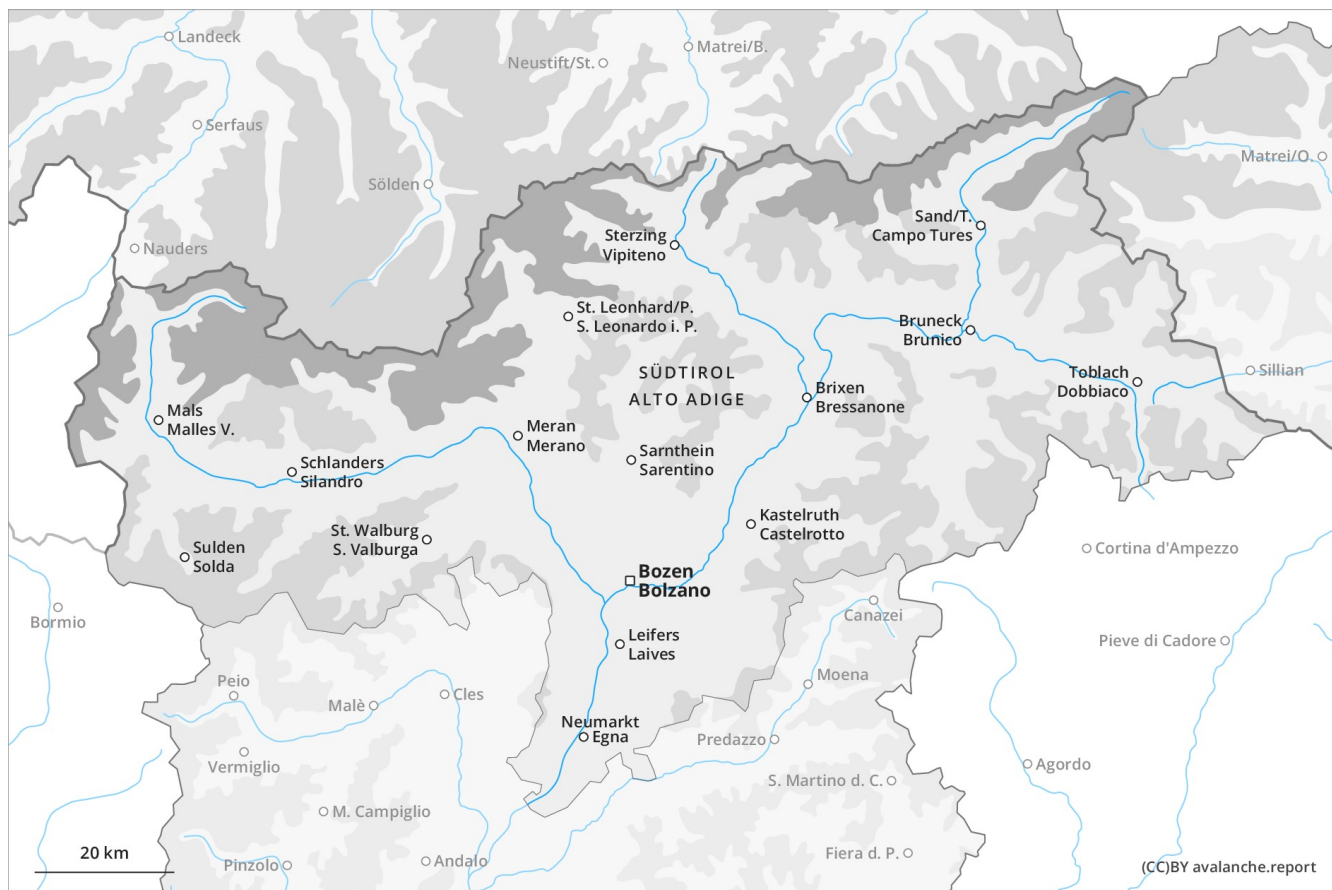 Landeck
Matrei/B.
Neustift/St.
Serfaus
Matrei/O.
Sölden
Sand/T.
Campo Tures
Nauders
Sterzing
Vipiteno
St. Leonhard/P.
S. Leonardo i. P.
Bruneck
Brunico
SÜDTIROL
ALTO ADIGE
Toblach
Dobbiaco
Sillian
Brixen
Bressanone
Mals
Malles V.
Meran
Merano
Schlanders
Silandro
Sarnthein
Sarentino
Kastelruth
Castelrotto
St. Walburg
S. Valburga
Sulden
Solda
Cortina d'Ampezzo
Bozen
Bolzano
Bormio
Canazei
Leifers
Laives
Pieve di Cadore
Peio
Malè
Cles
Moena
Neumarkt
Egna
Predazzo
Vermiglio
Agordo
S. Martino d. C.
M. Campiglio
20 km
Pinzolo
Andalo
Fiera d. P.
(CC)BY avalanche.report